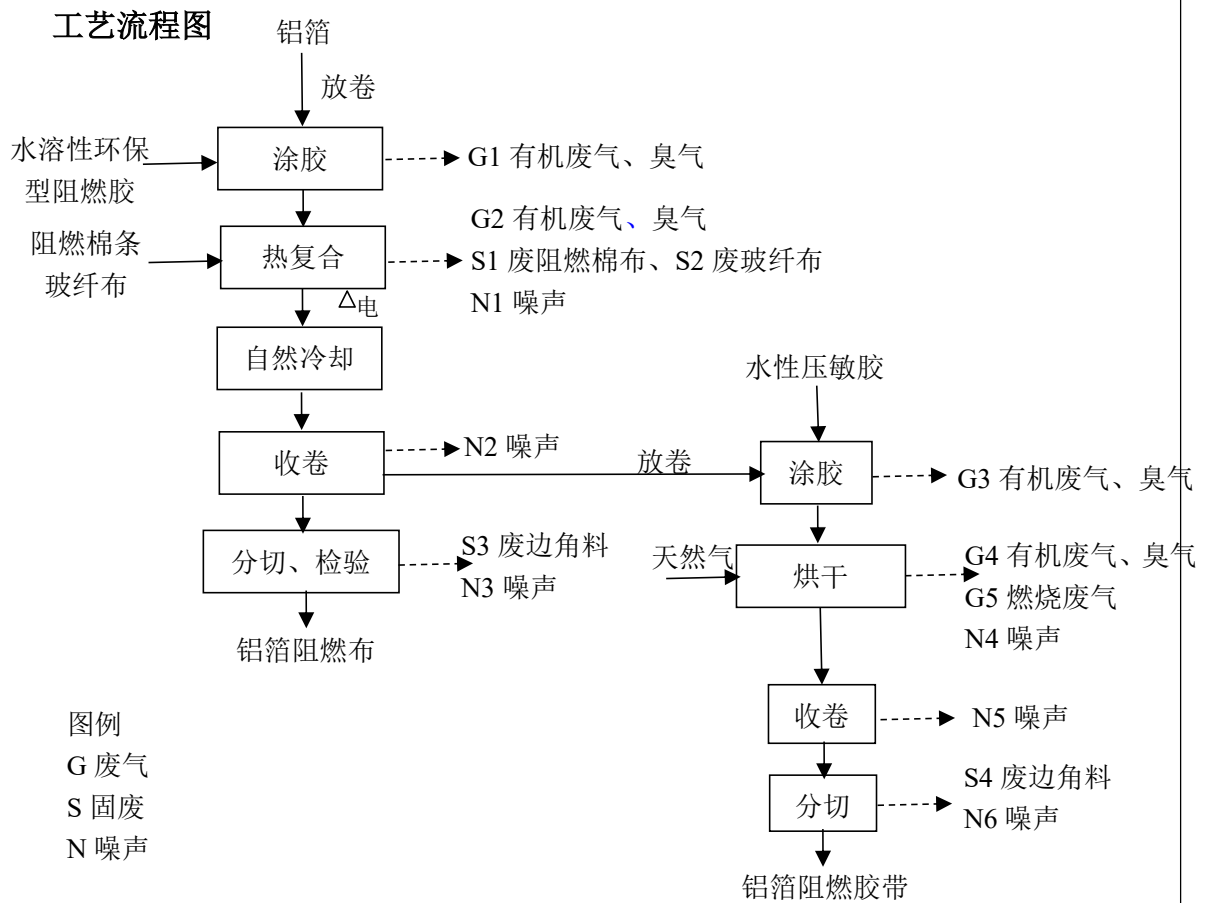 工艺流程图
铝箔
放卷
水溶性环保
型阻燃胶
涂胶
G1 有机废气、臭气
阻燃棉条
玻纤布
热复合
G2 有机废气、臭气
S1 废阻燃棉布、S2 废玻纤布
N1 噪声
△电
自然冷却
收卷
N2 噪声
放卷
水性压敏胶
涂胶
G3 有机废气、臭气
分切、检验
S3 废边角料
N3 噪声
铝箔阻燃布
天然气
烘干
G4 有机废气、臭气
G5 燃烧废气
N4 噪声
收卷
N5 噪声
分切
S4 废边角料
N6 噪声
铝箔阻燃胶带
图例
G 废气
S 固废
N 噪声